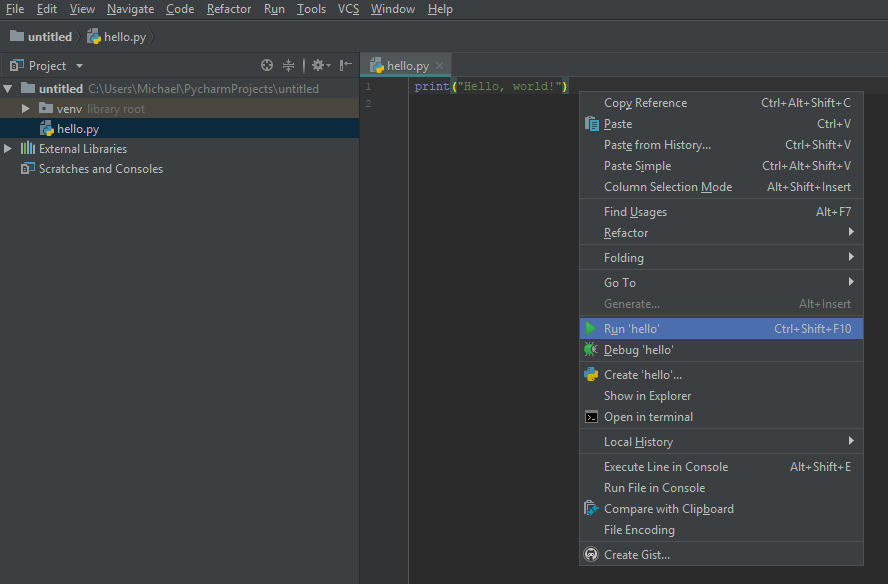 File Edit View Navigate Code Refactor Run Tools VCS Window Help
untitled hello.py
Project
hello.py
untitled C:\Users\Michael\PycharmProjects\untitled
venv library root
hello.py
External Libraries
Scratches and Consoles
1 print("Hello, world!")
2
Copy Reference Ctrl+Alt+Shift+C
Paste Ctrl+V
Paste from History... Ctrl+Shift+V
Paste Simple Ctrl+Alt+Shift+V
Column Selection Mode Alt+Shift+Insert
Find Usages Alt+F7
Refactor
Folding
Go To
Generate... Alt+Insert
Run 'hello' Ctrl+Shift+F10
Debug 'hello'
Create 'hello'...
Show in Explorer
Open in terminal
Local History
Execute Line in Console Alt+Shift+E
Run File in Console
Compare with Clipboard
File Encoding
Create Gist...